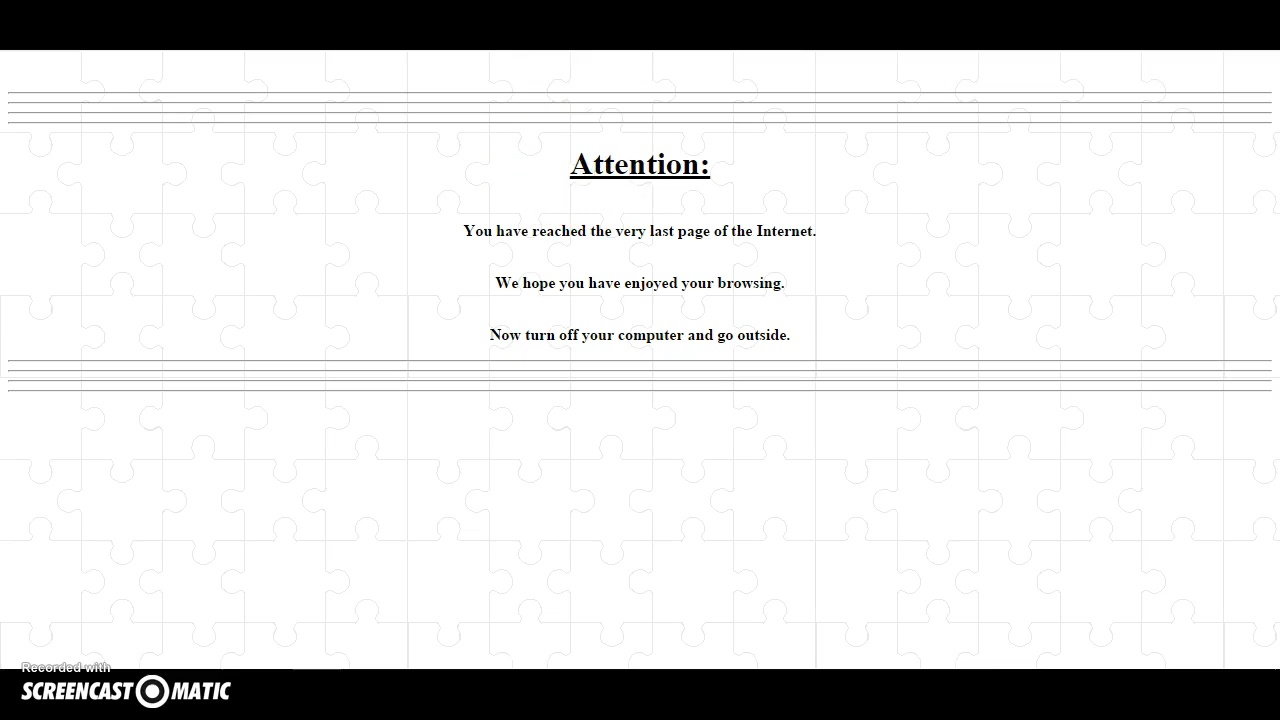 Attention:
You have reached the very last page of the Internet.
We hope you have enjoyed your browsing.
Now turn off your computer and go outside.
Recorded with
SCREENCAST-O-MATIC